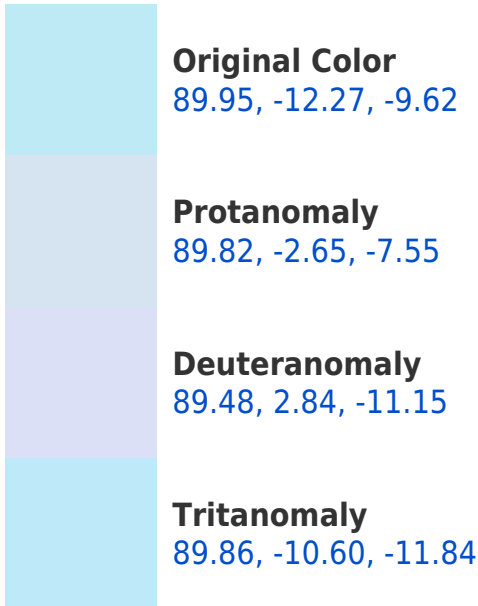 Original Color
89.95, -12.27, -9.62
Protanomaly
89.82, -2.65, -7.55
Deuteranomaly
89.48, 2.84, -11.15
Tritanomaly
89.86, -10.60, -11.84